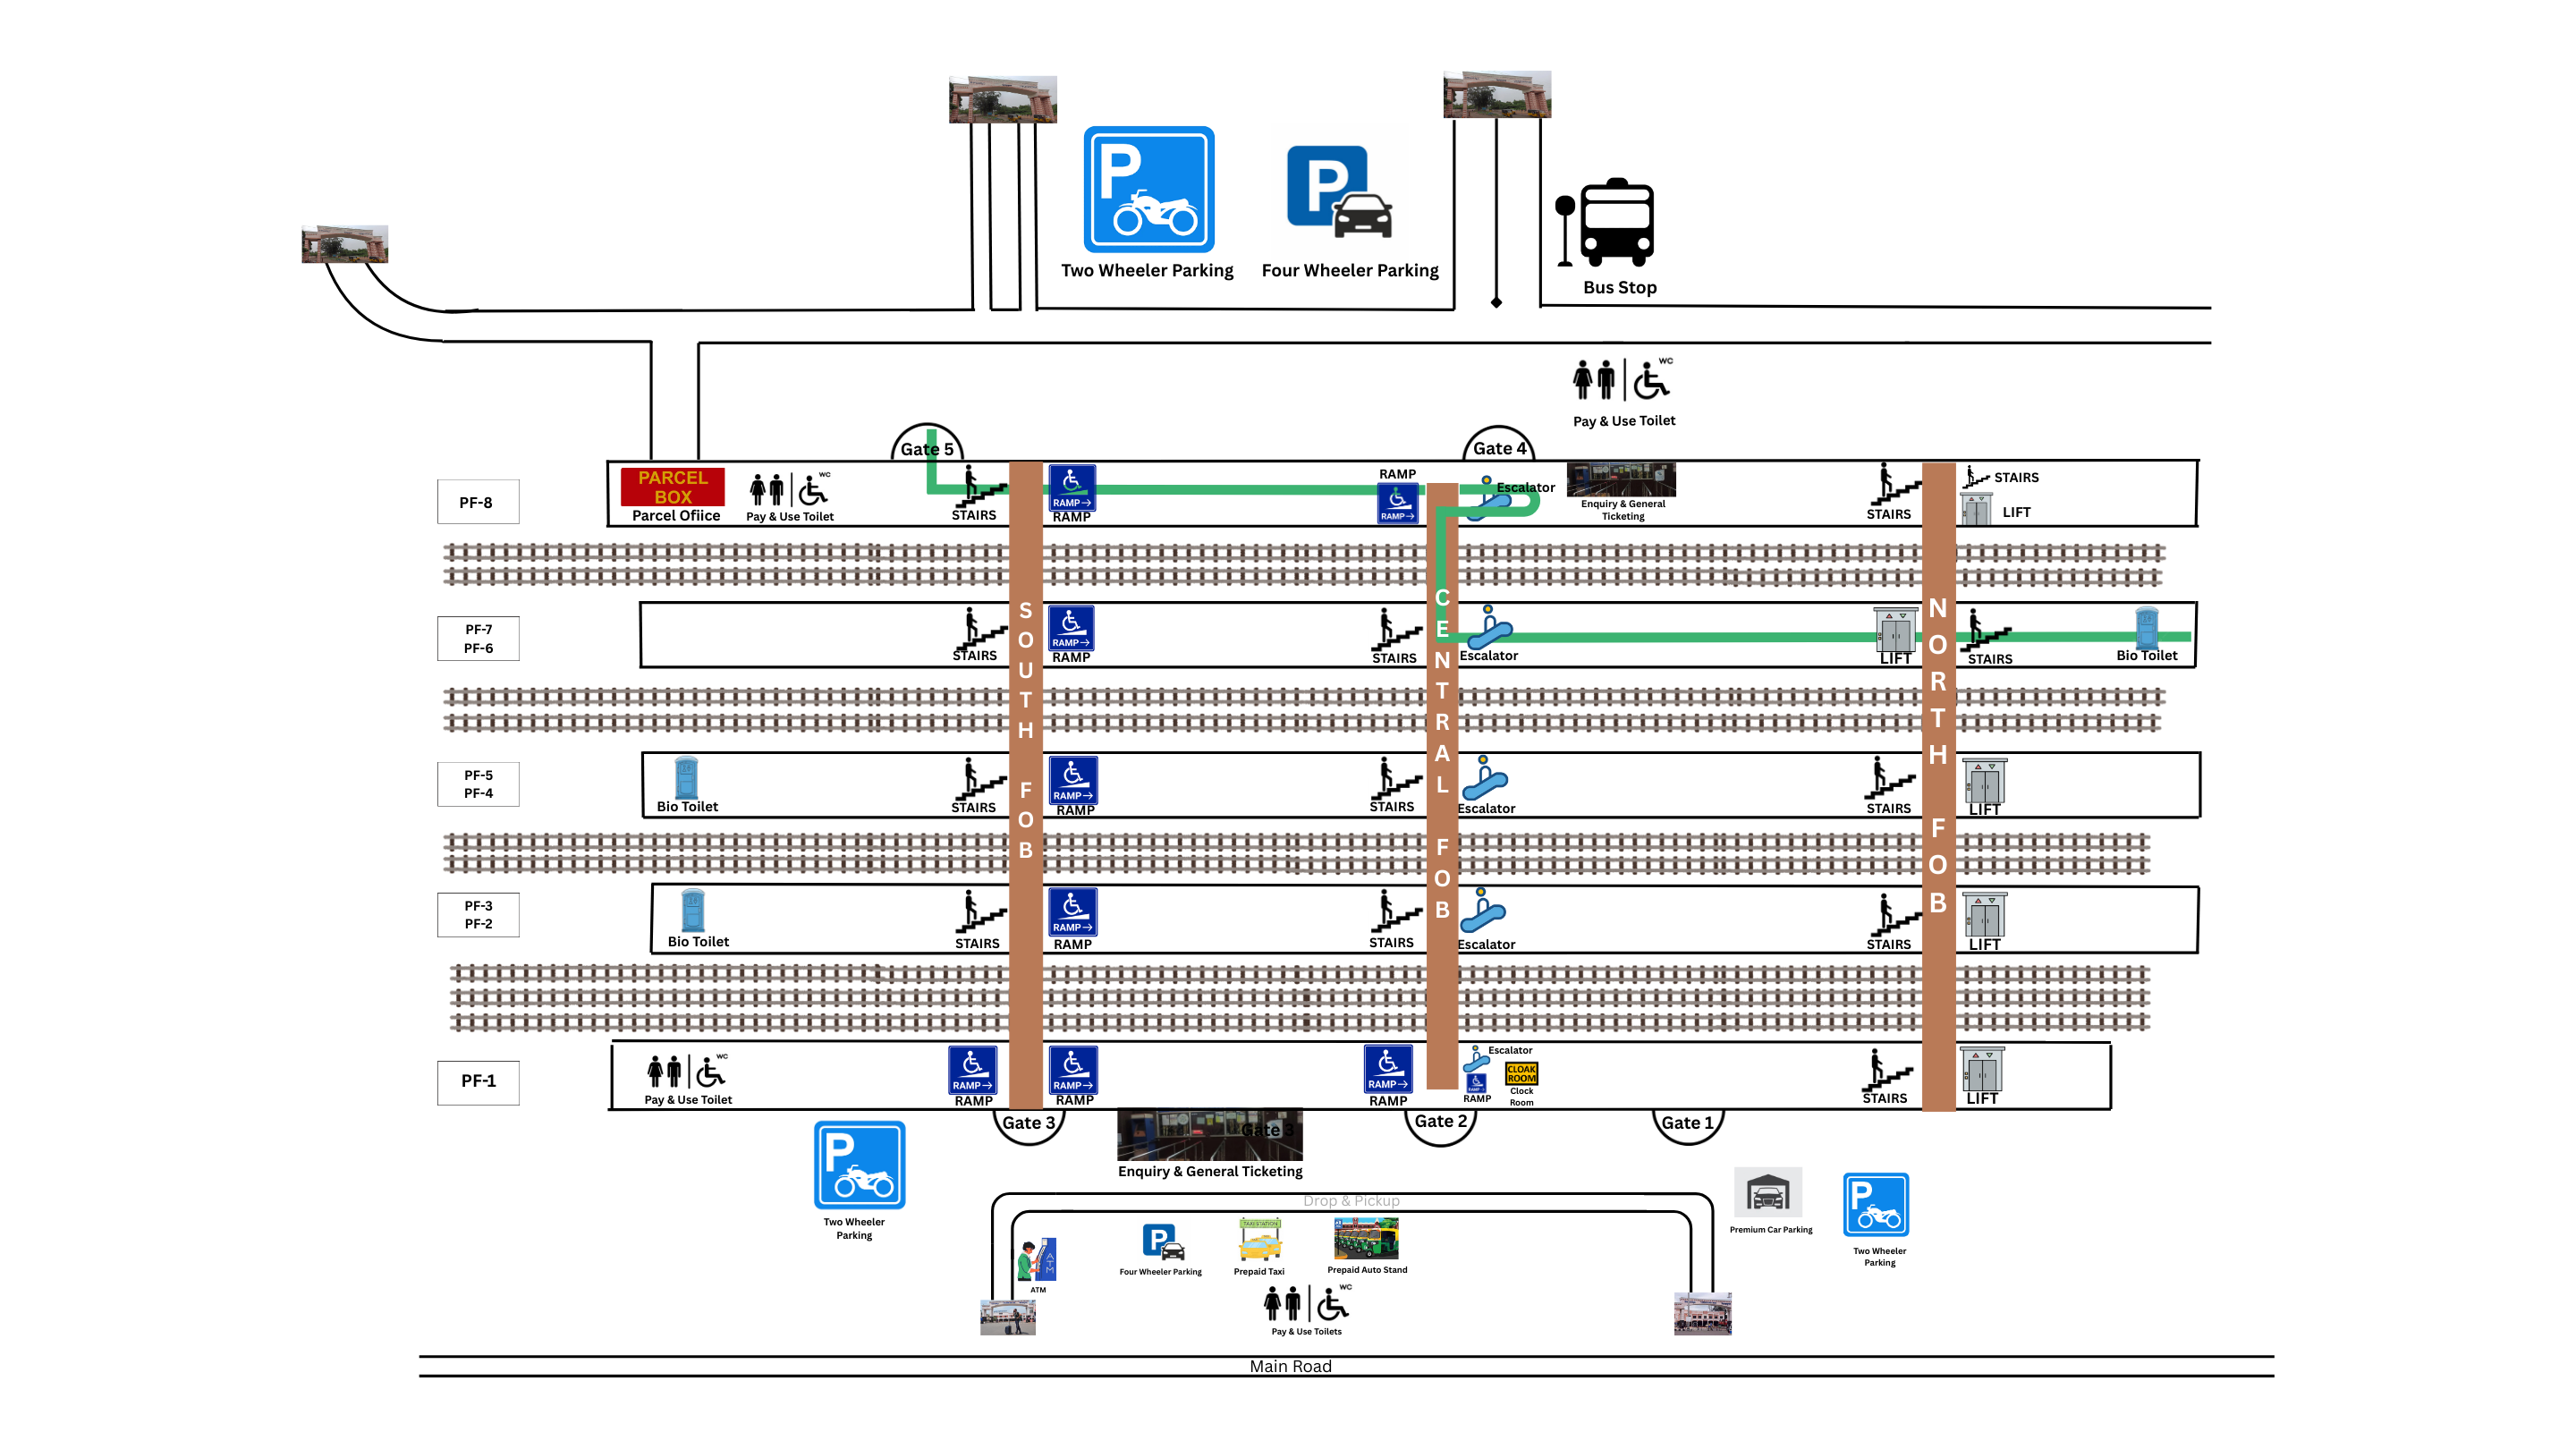 Two Wheeler Parking
Four Wheeler Parking
Bus Stop
WC
Pay & Use Toilet
Gate 5
Gate 4
PF-8
PARCEL
BOX
Parcel Ofiice
WC
Pay & Use Toilet
STAIRS
RAMP→
RAMP
RAMP
RAMP→
Escalator
Enquiry & General
Ticketing
STAIRS
STAIRS
LIFT
PF-7
PF-6
STAIRS
RAMP→
RAMP
STAIRS
Escalator
LIFT
STAIRS
Bio Toilet
SOUTH FOB
CENTRAL FOB
NORTH FOB
PF-5
PF-4
Bio Toilet
STAIRS
RAMP→
RAMP
STAIRS
Escalator
STAIRS
LIFT
PF-3
PF-2
Bio Toilet
STAIRS
RAMP→
RAMP
STAIRS
Escalator
STAIRS
LIFT
PF-1
WC
Pay & Use Toilet
RAMP→
RAMP
RAMP→
RAMP
RAMP→
RAMP
Escalator
RAMP
CLOAK
ROOM
Clock
Room
STAIRS
LIFT
Gate 3
Gate 3
Gate 2
Gate 1
Enquiry & General Ticketing
P
Two Wheeler
Parking
Drop & Pickup
ATM
ATM
P
Four Wheeler Parking
TAXI STATION
Prepaid Taxi
Prepaid Auto Stand
WC
Pay & Use Toilets
Premium Car Parking
P
Two Wheeler
Parking
Main Road